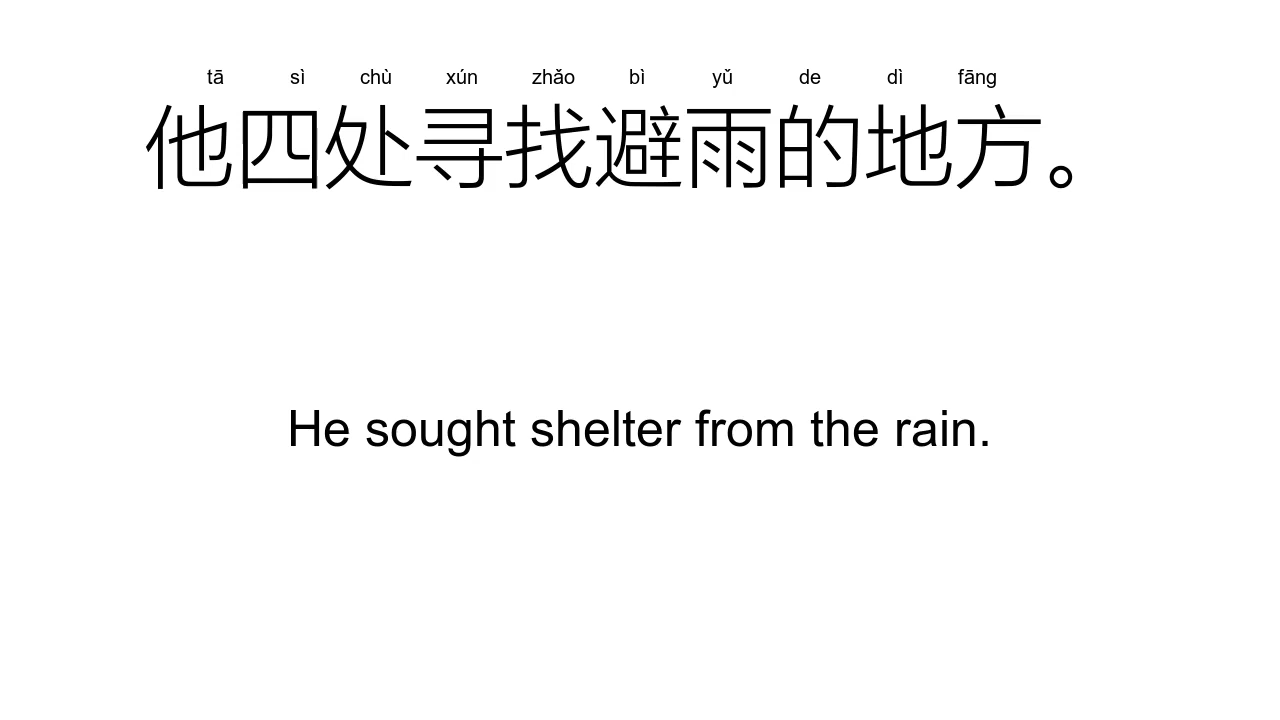 tā sì chù xún zhǎo bì yǔ de dì fāng
他四处寻找避雨的地方。
He sought shelter from the rain.